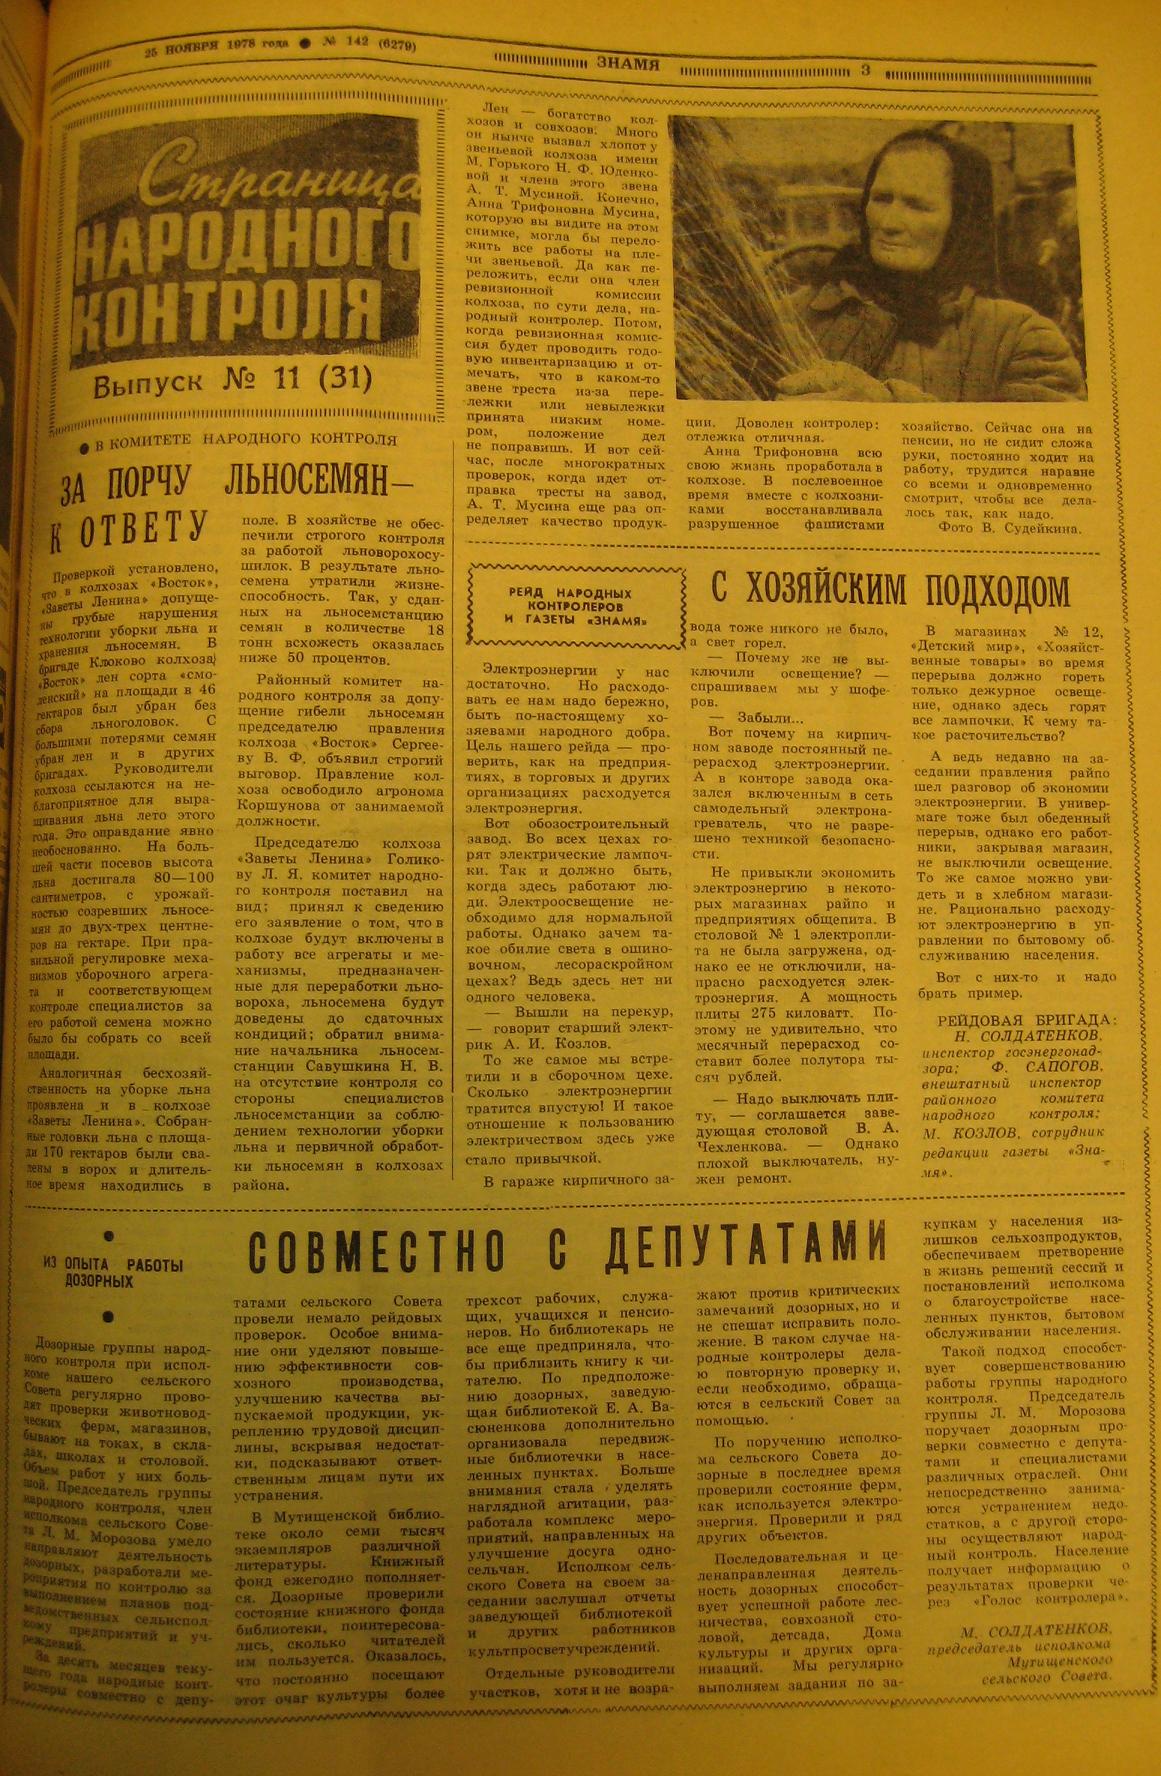 25 НОЯБРЯ 1978 года ● № 142 (6279)
ЗНАМЯ
3
Страница
НАРОДНОГО
КОНТРОЛЯ
Выпуск № 11 (31)
● В КОМИТЕТЕ НАРОДНОГО КОНТРОЛЯ
ЗА ПОРЧУ ЛЬНОСЕМЯН—
К ОТВЕТУ
Проверкой установлено,
что в колхозах «Восток»,
«Заветы Ленина» допуще-
ны грубые нарушения
технологии уборки льна и
хранения льносемян. В
бригаде Клоково колхоза
«Восток» лен сорта «смо-
ленский» на площади в 46
гектаров был убран без
сбора льноголовок. С
большими потерями семян
убран лен и в других
бригадах. Руководители
колхоза ссылаются на не-
благоприятное для выра-
щивания льна лето этого
года. Это оправдание явно
необоснованно. На боль-
шей части посевов высота
льна достигала 80—100
сантиметров, с урожай-
ностью созревших льносе-
мян до двух-трех центне-
ров на гектаре. При пра-
вильной регулировке меха-
низмов уборочного агрега-
та и соответствующем
контроле специалистов за
его работой семена можно
было бы собрать со всей
площади.
Аналогичная бесхозяй-
ственность на уборке льна
проявлена и в колхозе
«Заветы Ленина». Собран-
ные головки льна с площа-
ди 170 гектаров были сва-
лены в ворох и длитель-
ное время находились в
поле. В хозяйстве не обес-
печили строгого контроля
за работой льноворохосу-
шилок. В результате льно-
семена утратили жизне-
способность. Так, у сдан-
ных на льносемстанцию
семян в количестве 18
тонн всхожесть оказалась
ниже 50 процентов.
Районный комитет на-
родного контроля за допу-
щение гибели льносемян
председателю правления
колхоза «Восток» Сергее-
ву В. Ф. объявил строгий
выговор. Правление кол-
хоза освободило агронома
Коршунова от занимаемой
должности.
Председателю колхоза
«Заветы Ленина» Голико-
ву Л. Я. комитет народно-
го контроля поставил на
вид; принял к сведению
его заявление о том, что в
колхозе будут включены в
работу все агрегаты и ме-
ханизмы, предназначен-
ные для переработки льно-
вороха, льносемена будут
доведены до сдаточных
кондиций; обратил внима-
ние начальника льносем-
станции Савушкина Н. В.
на отсутствие контроля со
стороны специалистов
льносемстанции за соблю-
дением технологии уборки
льна и первичной обработ-
ки льносемян в колхозах
района.
Лен — богатство кол-
хозов и совхозов. Много
он нынче вызвал хлопот у
звеньевой колхоза имени
М. Горького Н. Ф. Юденко-
вой и члена этого звена
А. Т. Мусиной. Конечно,
Анна Трифоновна Мусина,
которую вы видите на этом
снимке, могла бы перело-
жить все работы на пле-
чи звеньевой. Да как пе-
реложить, если она член
ревизионной комиссии
колхоза, по сути дела, на-
родный контролер. Потом,
когда ревизионная комис-
сия будет проводить годо-
вую инвентаризацию и от-
мечать, что в каком-то
звене треста из-за пере-
лежки или невылежки
принята низким номе-
ром, положение дел
не поправишь. И вот сей-
час, после многократных
проверок, когда идет от-
правка тресты на завод,
А. Т. Мусина еще раз оп-
ределяет качество продук-
ции. Доволен контролер:
отлежка отличная.
Анна Трифоновна всю
свою жизнь проработала в
колхозе. В послевоенное
время вместе с колхозни-
ками восстанавливала
разрушенное фашистами
хозяйство. Сейчас она на
пенсии, но не сидит сложа
руки, постоянно ходит на
работу, трудится наравне
со всеми и одновременно
смотрит, чтобы все дела-
лось так, как надо.
Фото В. Судейкина.
РЕЙД НАРОДНЫХ
КОНТРОЛЕРОВ
И ГАЗЕТЫ «ЗНАМЯ»
С ХОЗЯЙСКИМ ПОДХОДОМ
Электроэнергии у нас
достаточно. Но расходо-
вать ее нам надо бережно,
быть по-настоящему хо-
зяевами народного добра.
Цель нашего рейда — про-
верить, как на предприя-
тиях, в торговых и других
организациях расходуется
электроэнергия.
Вот обозостроительный
завод. Во всех цехах го-
рят электрические лампоч-
ки. Так и должно быть,
когда здесь работают лю-
ди. Электроосвещение не-
обходимо для нормальной
работы. Однако зачем та-
кое обилие света в ошино-
вочном, лесораскройном
цехах? Ведь здесь нет ни
одного человека.
— Вышли на перекур,
— говорит старший элект-
рик А. И. Козлов.
То же самое мы встре-
тили и в сборочном цехе.
Сколько электроэнергии
тратится впустую! И такое
отношение к пользованию
электричеством здесь уже
стало привычкой.
В гараже кирпичного за-
вода тоже никого не было,
а свет горел.
— Почему же не вы-
ключили освещение? —
спрашиваем мы у шофе-
ров.
— Забыли...
Вот почему на кирпич-
ном заводе постоянный пе-
рерасход электроэнергии.
А в конторе завода ока-
зался включенным в сеть
самодельный электрона-
греватель, что не разре-
шено техникой безопасно-
сти.
Не привыкли экономить
электроэнергию в некото-
рых магазинах райпо и
предприятиях общепита. В
столовой № 1 электропли-
та не была загружена, од-
нако ее не отключили, на-
прасно расходуется элек-
троэнергия. А мощность
плиты 275 киловатт. По-
этому не удивительно, что
месячный перерасход со-
ставит более полутора ты-
сяч рублей.
— Надо выключать пли-
ту, — соглашается заве-
дующая столовой В. А.
Чехленкова. — Однако
плохой выключатель, ну-
жен ремонт.
В магазинах № 12,
«Детский мир», «Хозяйст-
венные товары» во время
перерыва должно гореть
только дежурное освеще-
ние, однако здесь горят
все лампочки. К чему та-
кое расточительство?
А ведь недавно на за-
седании правления райпо
шел разговор об экономии
электроэнергии. В универ-
маге тоже был обеденный
перерыв, однако его работ-
ники, закрывая магазин,
не выключили освещение.
То же самое можно уви-
деть и в хлебном магази-
не. Рационально расходу-
ют электроэнергию в уп-
равлении по бытовому об-
служиванию населения.
Вот с них-то и надо
брать пример.
РЕЙДОВАЯ БРИГАДА:
Н. СОЛДАТЕНКОВ,
инспектор госэнергонад-
зора; Ф. САПОГОВ,
внештатный инспектор
районного комитета
народного контроля;
М. КОЗЛОВ, сотрудник
редакции газеты «Зна-
мя».
●
ИЗ ОПЫТА РАБОТЫ
ДОЗОРНЫХ
●
СОВМЕСТНО С ДЕПУТАТАМИ
Дозорные группы народ-
ного контроля при испол-
коме нашего сельского
Совета регулярно прово-
дят проверки животновод-
ческих ферм, магазинов,
бывают на токах, в скла-
дах, школах и столовой.
Объем работ у них боль-
шой. Председатель группы
народного контроля, член
исполкома сельского Сове-
та Л. М. Морозова умело
направляют деятельность
дозорных, разработали ме-
роприятия по контролю за
выполнением планов под-
ведомственных сельиспол-
кому предприятий и уч-
реждений.
За десять месяцев теку-
щего года народные конт-
ролеры совместно с депу-
татами сельского Совета
провели немало рейдовых
проверок. Особое внима-
ние они уделяют повыше-
нию эффективности сов-
хозного производства,
улучшению качества вы-
пускаемой продукции, ук-
реплению трудовой дисцип-
лины, вскрывая недостат-
ки, подсказывают ответ-
ственным лицам пути их
устранения.
В Мутищенской библио-
теке около семи тысяч
экземпляров различной
литературы. Книжный
фонд ежегодно пополняет-
ся. Дозорные проверили
состояние книжного фонда
библиотеки, поинтересова-
лись, сколько читателей
им пользуется. Оказалось,
что постоянно посещают
этот очаг культуры более
трехсот рабочих, служа-
щих, учащихся и пенсио-
неров. Но библиотекарь не
все еще предприняла, что-
бы приблизить книгу к чи-
тателю. По предположе-
нию дозорных, заведую-
щая библиотекой Е. А. Ва-
сюненкова дополнительно
организовала передвиж-
ные библиотечки в насе-
ленных пунктах. Больше
внимания стала уделять
наглядной агитации, раз-
работала комплекс меро-
приятий, направленных на
улучшение досуга одно-
сельчан. Исполком сель-
ского Совета на своем за-
седании заслушал отчеты
заведующей библиотекой
и других работников
культпросветучреждений.
Отдельные руководители
участков, хотя и не возра-
жают против критических
замечаний дозорных, но и
не спешат исправить поло-
жение. В таком случае на-
родные контролеры дела-
ю повторную проверку и,
если необходимо, обраща-
ются в сельский Совет за
помощью.
По поручению исполко-
ма сельского Совета до-
зорные в последнее время
проверили состояние ферм,
как используется электро-
энергия. Проверили и ряд
других объектов.
Последовательная и це-
ленаправленная деятель-
ность дозорных способст-
вует успешной работе лес-
ничества, совхозной сто-
ловой, детсада, Дома
культуры и других орга-
низаций. Мы регулярно
выполняем задания по за-
купкам у населения из-
лишков сельхозпродуктов,
обеспечиваем претворение
в жизнь решений сессий и
постановлений исполкома
о благоустройстве насе-
ленных пунктов, бытовом
обслуживании населения.
Такой подход способст-
вует совершенствованию
работы группы народного
контроля. Председатель
группы Л. М. Морозова
поручает дозорным про-
верки совместно с депута-
тами и специалистами
различных отраслей. Они
непосредственно занима-
ются устранением недо-
статков, а с другой сторо-
ны осуществляют народ-
ный контроль. Население
получает информацию о
результатах проверки че-
рез «Голос контролера».
М. СОЛДАТЕНКОВ,
председатель исполкома
Мутищенского
сельского Совета.